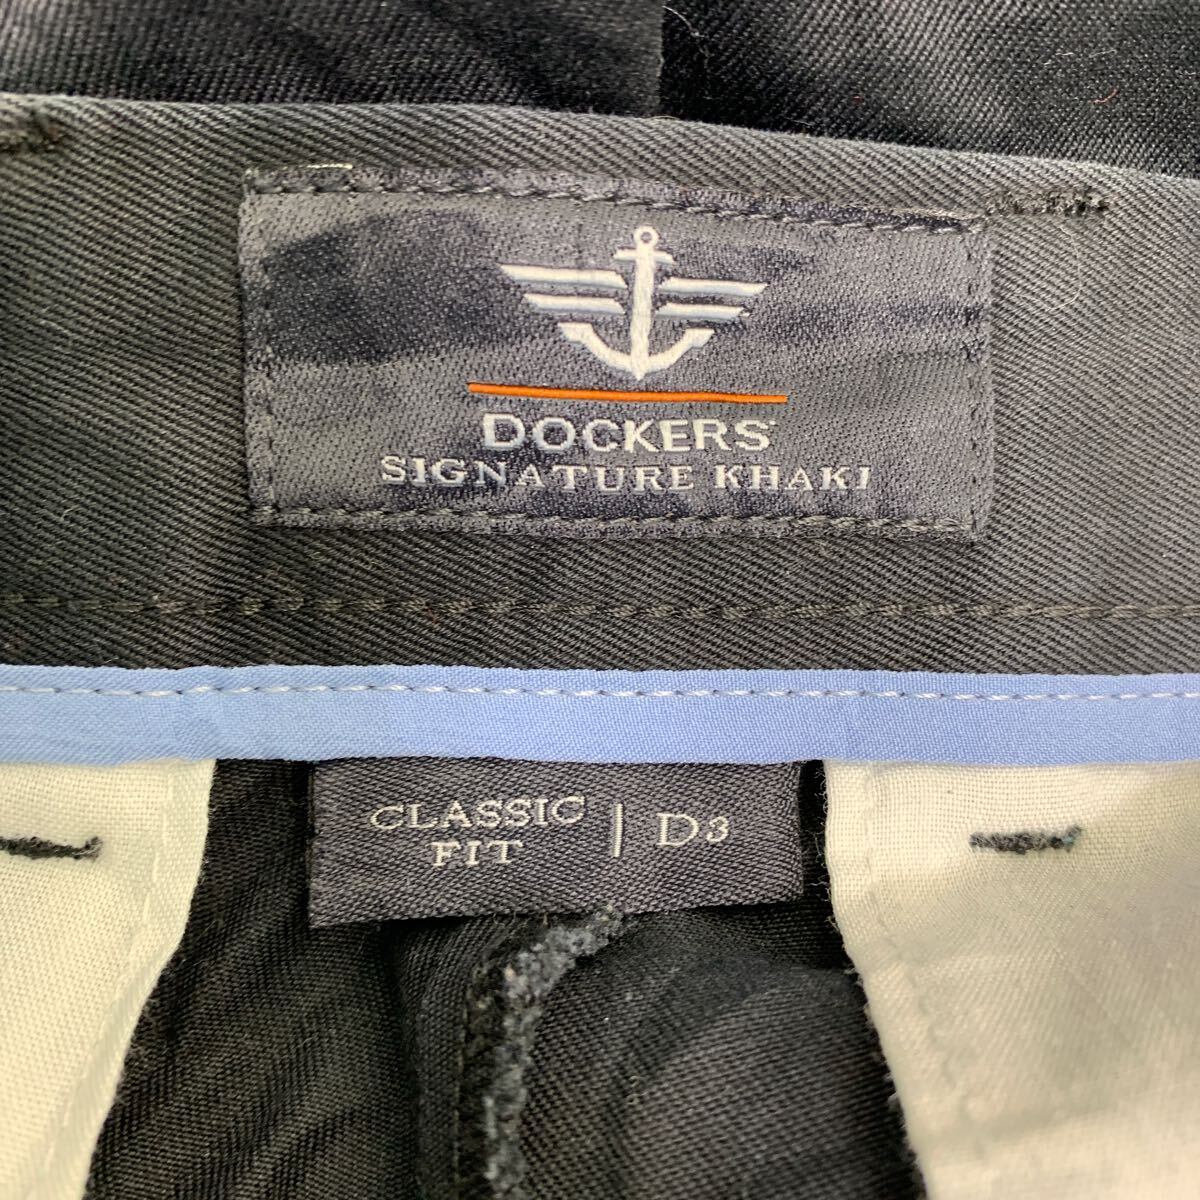 DOCKERS
SIGNATURE KHAKI
CLASSIC FIT | D3